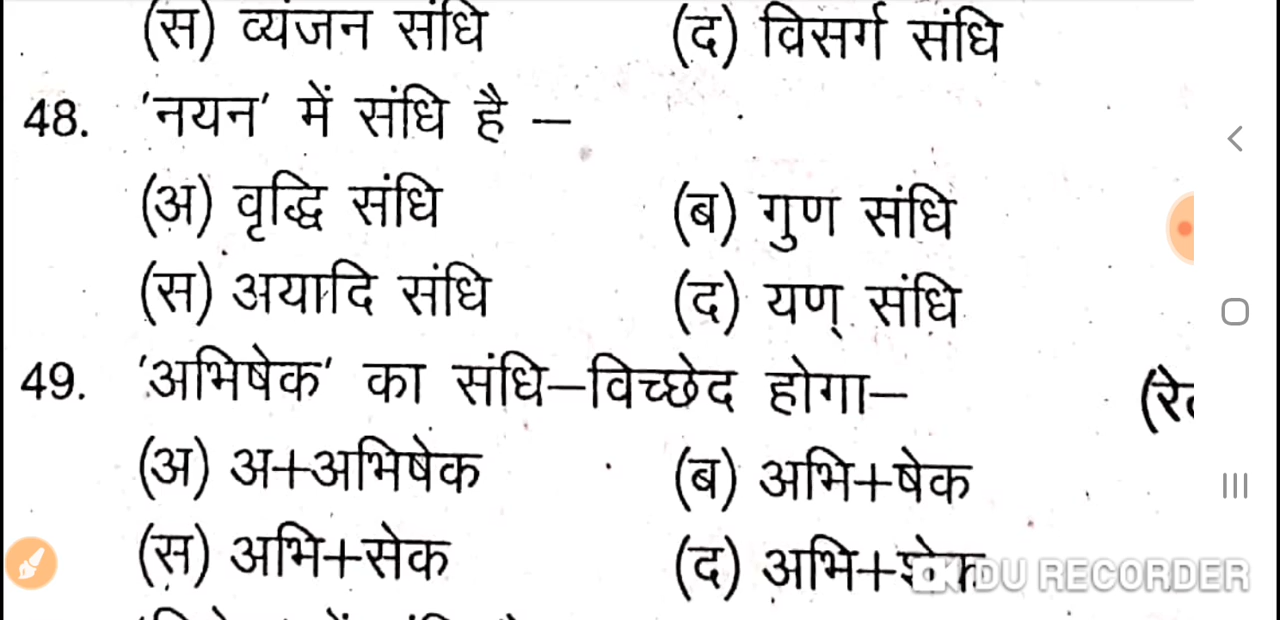 (स) व्यंजन संधि (द) विसर्ग संधि
48. 'नयन' में संधि है –
(अ) वृद्धि संधि (ब) गुण संधि
(स) अयादि संधि (द) यण् संधि
49. 'अभिषेक' का संधि–विच्छेद होगा–
(अ) अ+अभिषेक (ब) अभि+षेक
(स) अभि+सेक (द) अभि+शेक
DU RECORDER